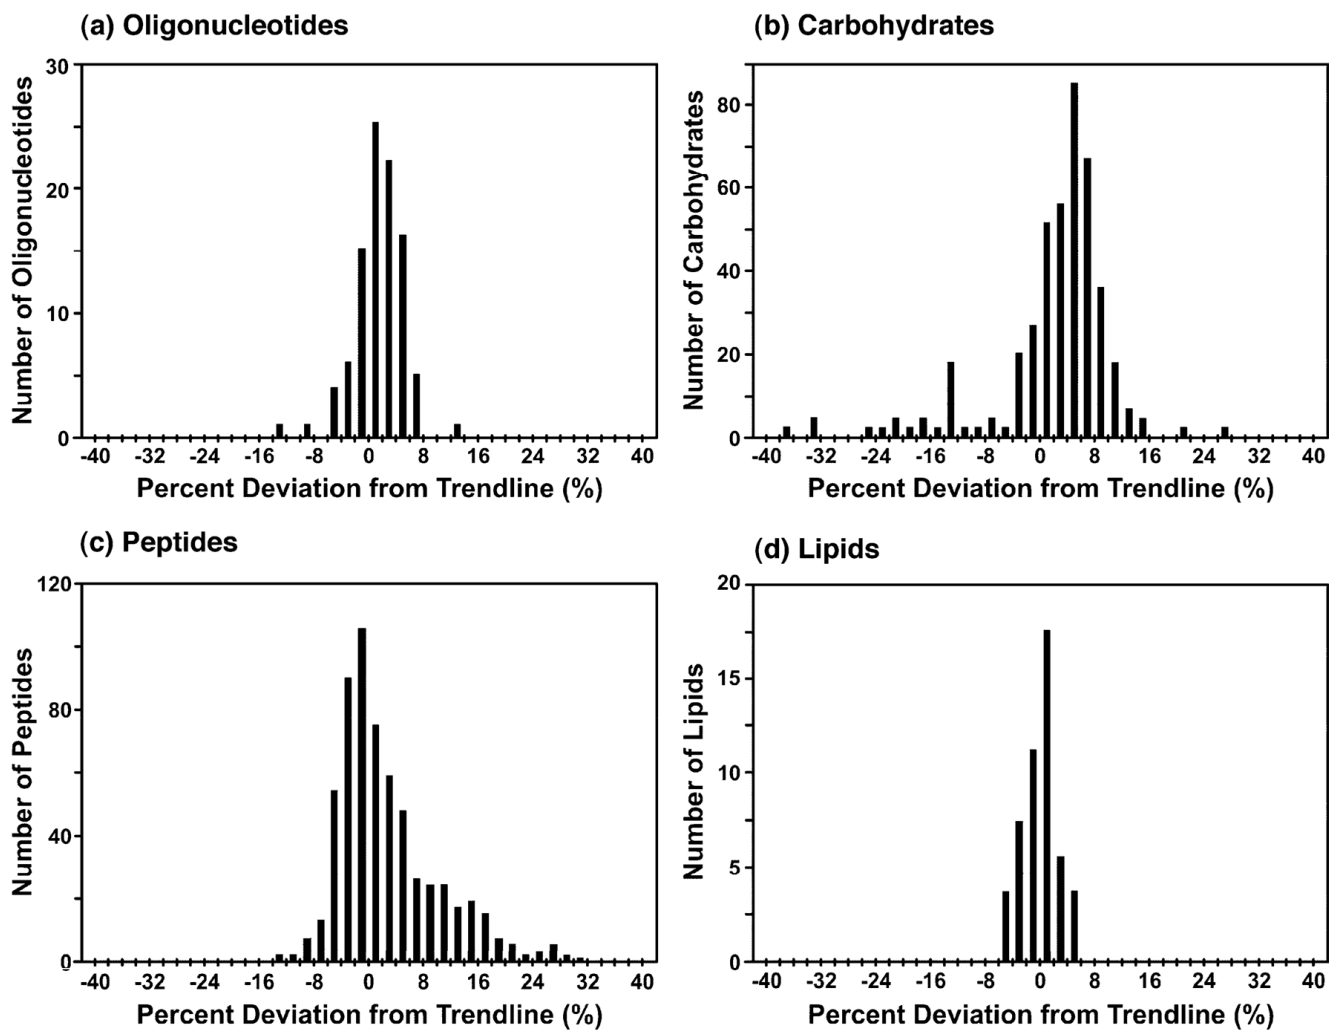 (a) Oligonucleotides
Number of Oligonucleotides
30
20
10
0
-40 -32 -24 -16 -8 0 8 16 24 32 40
Percent Deviation from Trendline (%)
(b) Carbohydrates
Number of Carbohydrates
80
60
40
20
0
-40 -32 -24 -16 -8 0 8 16 24 32 40
Percent Deviation from Trendline (%)
(c) Peptides
Number of Peptides
120
80
40
0
-40 -32 -24 -16 -8 0 8 16 24 32 40
Percent Deviation from Trendline (%)
(d) Lipids
Number of Lipids
20
15
10
5
0
-40 -32 -24 -16 -8 0 8 16 24 32 40
Percent Deviation from Trendline (%)